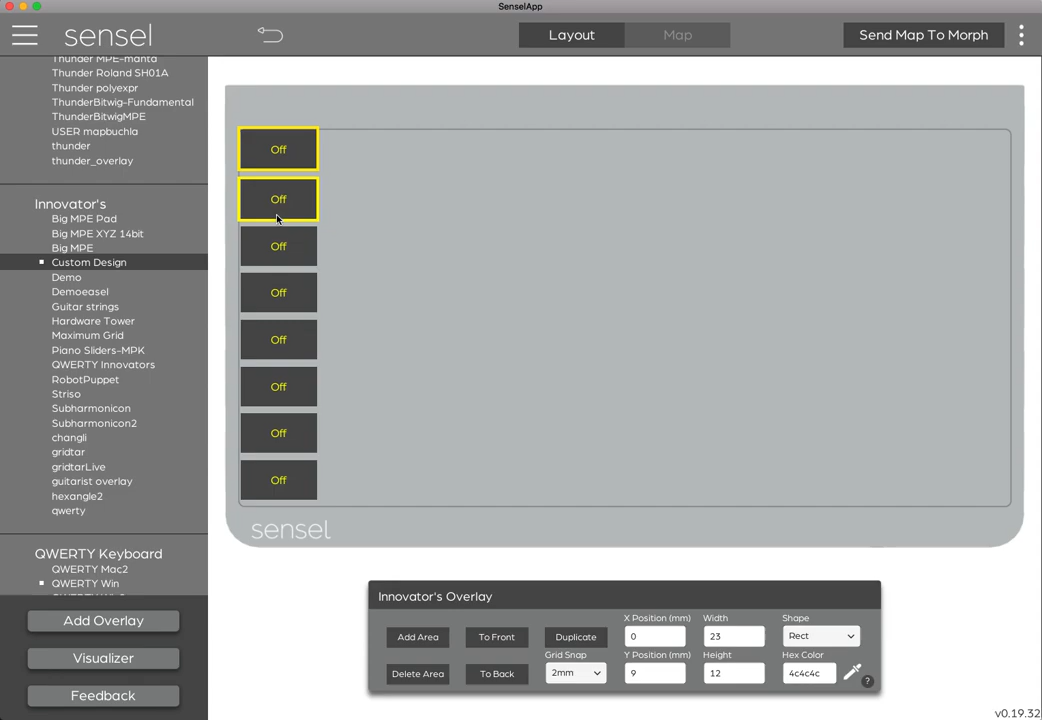 SenselApp
sensel
Layout
Map
Send Map To Morph
Thunder MPE-manta
Thunder Roland SH01A
Thunder polyexpr
ThunderBitwig-Fundamental
ThunderBitwigMPE
USER mapbuchla
thunder
thunder_overlay
Innovator's
Big MPE Pad
Big MPE XYZ 14bit
Big MPE
Custom Design
Demo
Demoeasel
Guitar strings
Hardware Tower
Maximum Grid
Piano Sliders-MPK
QWERTY Innovators
RobotPuppet
Striso
Subharmonicon
Subharmonicon2
changli
gridtar
gridtarLive
guitarist overlay
hexangle2
qwerty
QWERTY Keyboard
QWERTY Mac2
QWERTY Win
Add Overlay
Visualizer
Feedback
Off
Off
Off
Off
Off
Off
Off
Off
sensel
Innovator's Overlay
Add Area
To Front
Duplicate
X Position (mm)
0
Width
23
Shape
Rect
Delete Area
To Back
Grid Snap
2mm
Y Position (mm)
9
Height
12
Hex Color
4c4c4c
?
v0.19.32